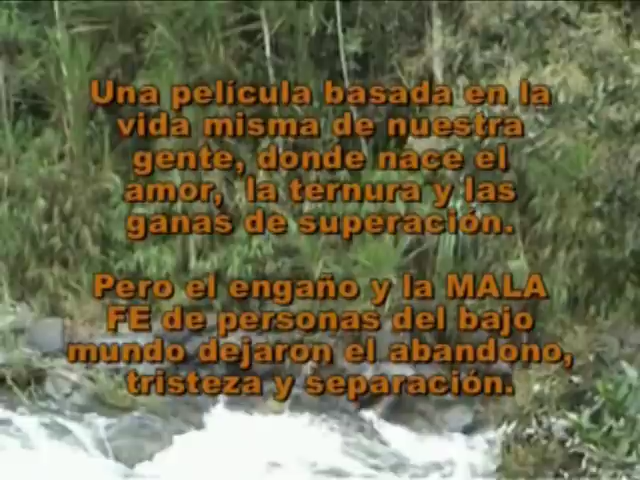 Una película basada en la
vida misma de nuestra
gente, donde nace el
amor, la ternura y las
ganas de superación.
Pero el engaño y la MALA
FE de personas del bajo
mundo dejaron el abandono,
tristeza y separación.